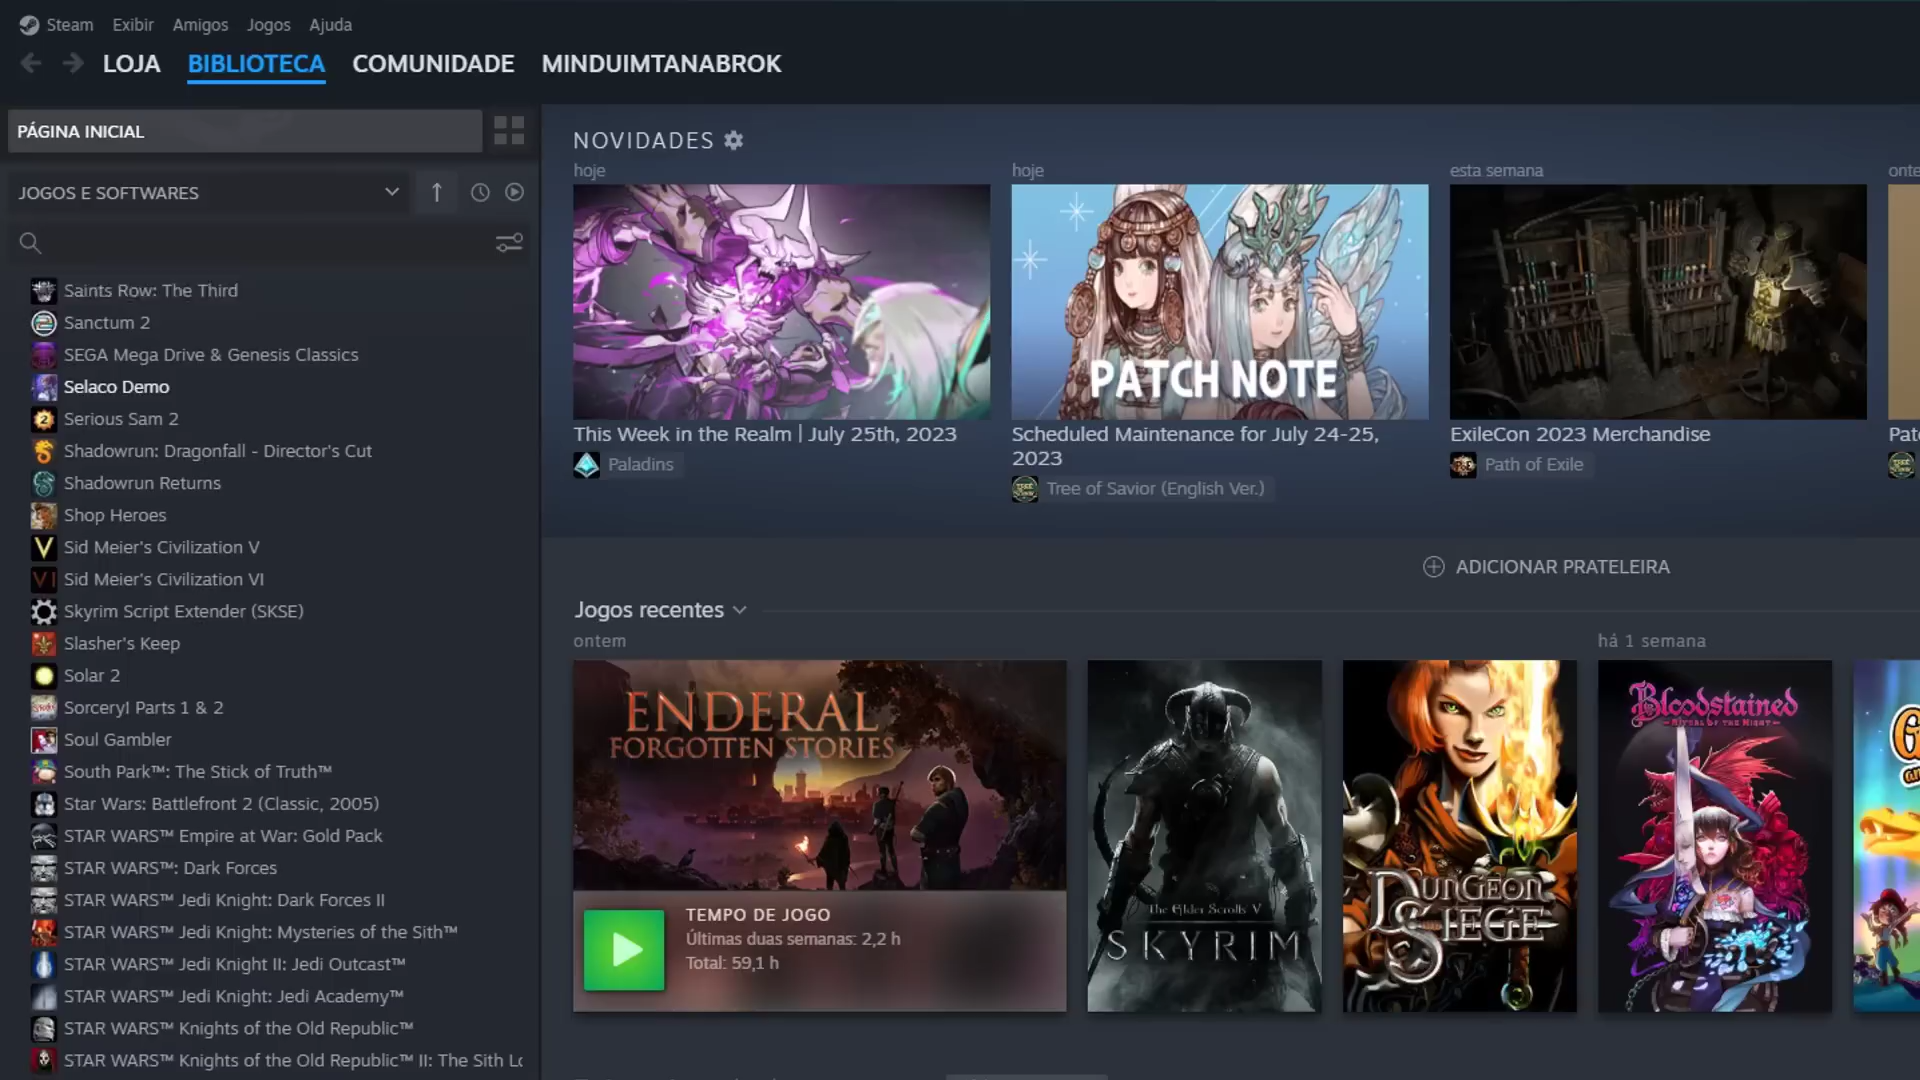 Steam Exibir Amigos Jogos Ajuda
LOJA BIBLIOTECA COMUNIDADE MINDUIMTANABROK
PÁGINA INICIAL
JOGOS E SOFTWARES
Saints Row: The Third
Sanctum 2
SEGA Mega Drive & Genesis Classics
Selaco Demo
Serious Sam 2
Shadowrun: Dragonfall - Director's Cut
Shadowrun Returns
Shop Heroes
Sid Meier's Civilization V
Sid Meier's Civilization VI
Skyrim Script Extender (SKSE)
Slasher's Keep
Solar 2
Sorcery! Parts 1 & 2
Soul Gambler
South Park™: The Stick of Truth™
Star Wars: Battlefront 2 (Classic, 2005)
STAR WARS™ Empire at War: Gold Pack
STAR WARS™: Dark Forces
STAR WARS™ Jedi Knight: Dark Forces II
STAR WARS™ Jedi Knight: Mysteries of the Sith™
STAR WARS™ Jedi Knight II: Jedi Outcast™
STAR WARS™ Jedi Knight: Jedi Academy™
STAR WARS™ Knights of the Old Republic™
STAR WARS™ Knights of the Old Republic™ II: The Sith Lo
NOVIDADES
hoje
This Week in the Realm | July 25th, 2023
Paladins
hoje
PATCH NOTE
Scheduled Maintenance for July 24-25,
2023
Tree of Savior (English Ver.)
esta semana
ExileCon 2023 Merchandise
Path of Exile
onte
Patc
ADICIONAR PRATELEIRA
Jogos recentes
ontem
ENDERAL
FORGOTTEN STORIES
TEMPO DE JOGO
Últimas duas semanas: 2,2 h
Total: 59,1 h
The Elder Scrolls V
SKYRIM
DUNGEON
SIEGE
há 1 semana
Bloodstained
RITUAL OF THE NIGHT